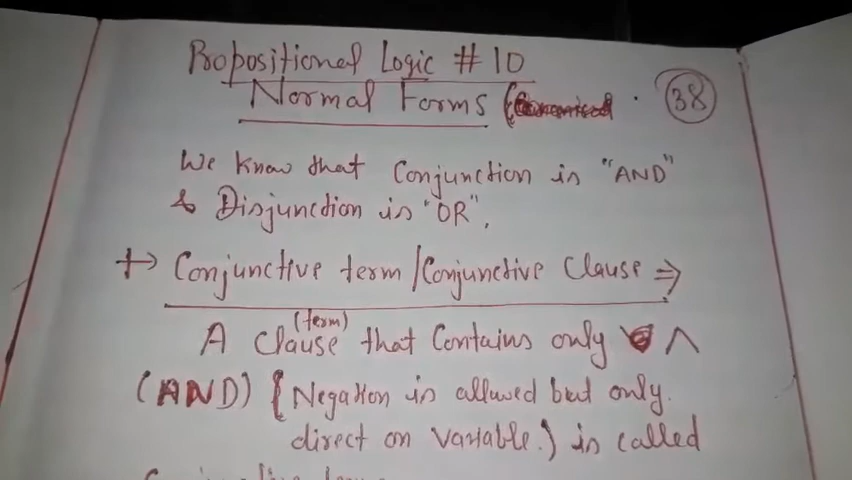 Propositional Logic # 10
Normal Forms (
38
We know that Conjunction is "AND"
& Disjunction is "OR".
→ Conjunctive term/Conjunctive Clause ⇒
(term)
A Clause that Contains only ∧
(AND) (Negation is allowed but only
direct on Variable.) is called